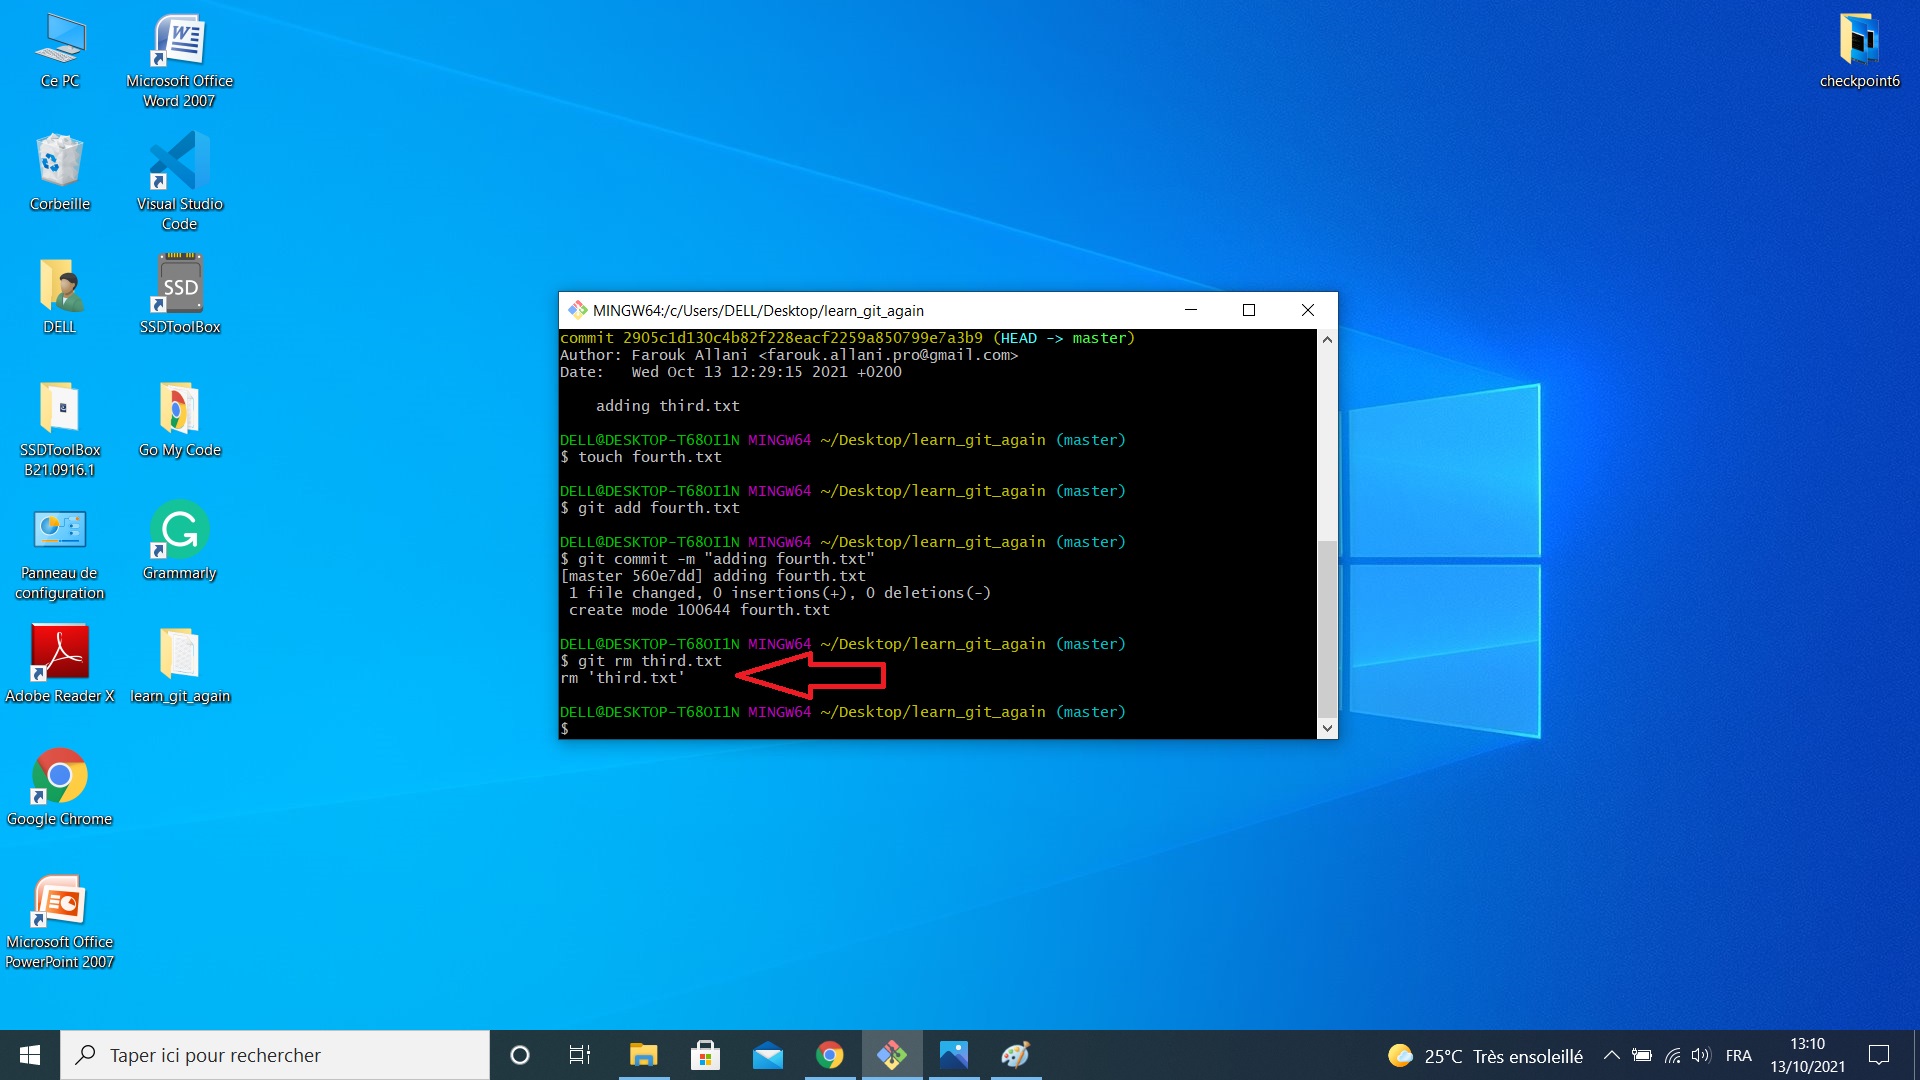 Ce PC
Microsoft Office
Word 2007
checkpoint6
Corbeille
Visual Studio
Code
DELL
SSD
SSDToolBox
SSDToolBox
B21.0916.1
Go My Code
Panneau de
configuration
Grammarly
Adobe Reader X
learn_git_again
Google Chrome
Microsoft Office
PowerPoint 2007
MINGW64:/c/Users/DELL/Desktop/learn_git_again
commit 2905c1d130c4b82f228eacf2259a850799e7a3b9 (HEAD -> master)
Author: Farouk Allani <farouk.allani.pro@gmail.com>
Date:   Wed Oct 13 12:29:15 2021 +0200
adding third.txt
DELL@DESKTOP-T68OI1N MINGW64 ~/Desktop/learn_git_again (master)
$ touch fourth.txt
DELL@DESKTOP-T68OI1N MINGW64 ~/Desktop/learn_git_again (master)
$ git add fourth.txt
DELL@DESKTOP-T68OI1N MINGW64 ~/Desktop/learn_git_again (master)
$ git commit -m "adding fourth.txt"
[master 560e7dd] adding fourth.txt
1 file changed, 0 insertions(+), 0 deletions(-)
create mode 100644 fourth.txt
DELL@DESKTOP-T68OI1N MINGW64 ~/Desktop/learn_git_again (master)
$ git rm third.txt
rm 'third.txt'
DELL@DESKTOP-T68OI1N MINGW64 ~/Desktop/learn_git_again (master)
$
Taper ici pour rechercher
25°C Très ensoleillé
FRA
13:10
13/10/2021